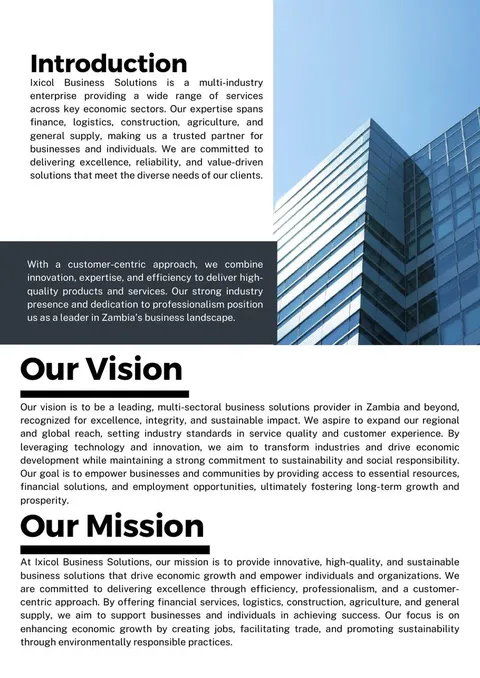 Introduction
Ixicol Business Solutions is a multi-industry
enterprise providing a wide range of services
across key economic sectors. Our expertise spans
finance, logistics, construction, agriculture, and
general supply, making us a trusted partner for
businesses and individuals. We are committed to
delivering excellence, reliability, and value-driven
solutions that meet the diverse needs of our clients.
With a customer-centric approach, we combine
innovation, expertise, and efficiency to deliver high-
quality products and services. Our strong industry
presence and dedication to professionalism position
us as a leader in Zambia's business landscape.
Our Vision
Our vision is to be a leading, multi-sectoral business solutions provider in Zambia and beyond,
recognized for excellence, integrity, and sustainable impact. We aspire to expand our regional
and global reach, setting industry standards in service quality and customer experience. By
leveraging technology and innovation, we aim to transform industries and drive economic
development while maintaining a strong commitment to sustainability and social responsibility.
Our goal is to empower businesses and communities by providing access to essential resources,
financial solutions, and employment opportunities, ultimately fostering long-term growth and
prosperity.
Our Mission
At Ixicol Business Solutions, our mission is to provide innovative, high-quality, and sustainable
business solutions that drive economic growth and empower individuals and organizations. We
are committed to delivering excellence through efficiency, professionalism, and a customer-
centric approach. By offering financial services, logistics, construction, agriculture, and general
supply, we aim to support businesses and individuals in achieving success. Our focus is on
enhancing economic growth by creating jobs, facilitating trade, and promoting sustainability
through environmentally responsible practices.